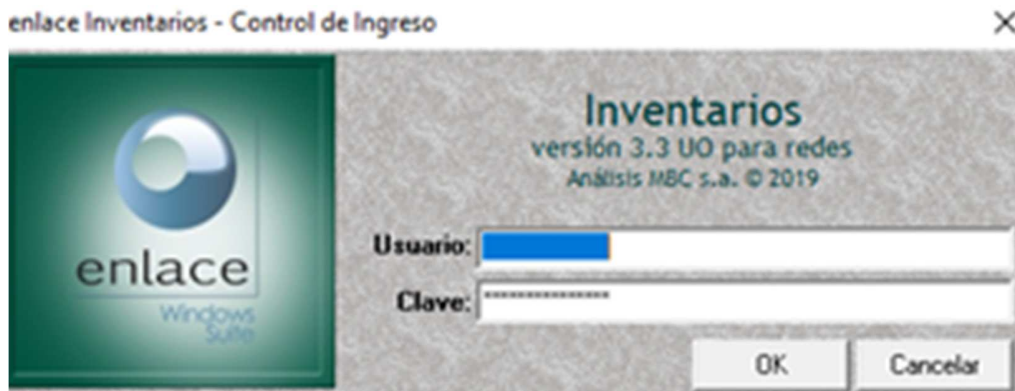 enlace Inventarios - Control de Ingreso
Inventarios
versión 3.3 UO para redes
Análisis MBC s.a. © 2019
enlace
Windows
Suite
Usuario:
Clave: ---------------
OK Cancelar